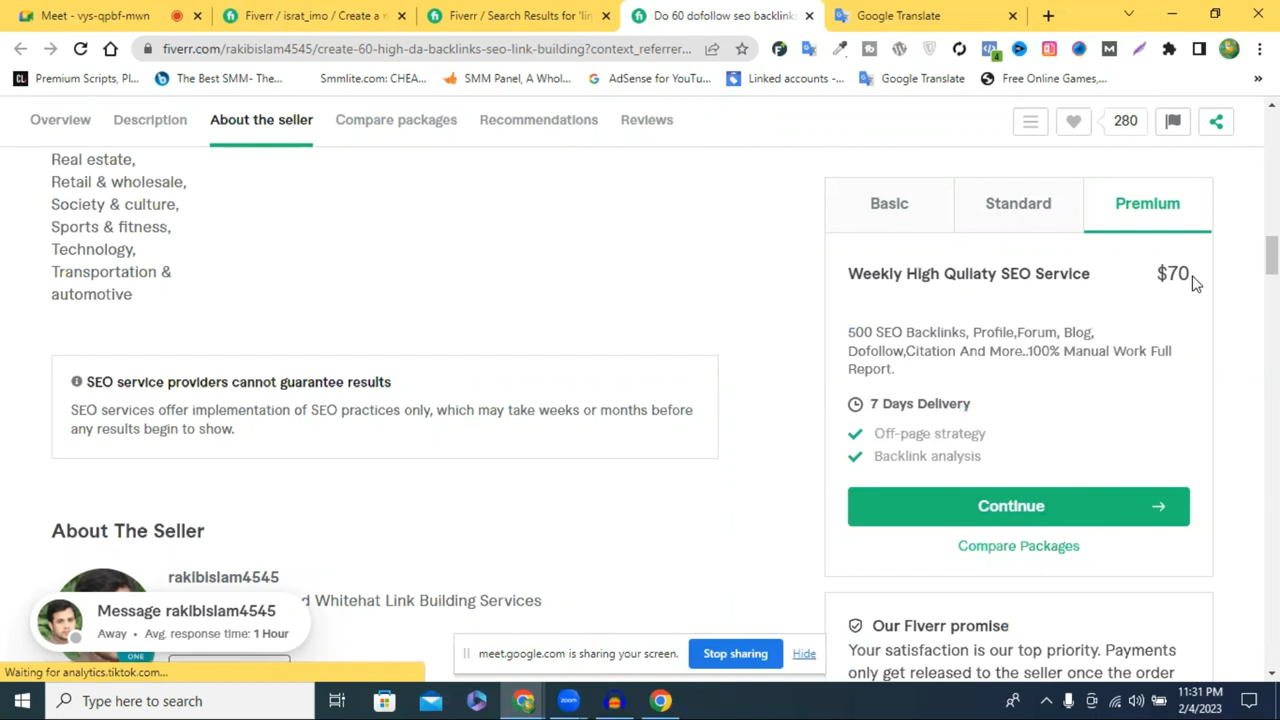 Meet - vys-qpbf-mwn
Fiverr / israt_imo / Create a n
Fiverr / Search Results for 'lin
Do 60 dofollow seo backlinks
Google Translate
fiverr.com/rakibislam4545/create-60-high-da-backlinks-seo-link-building?context_referrer...
4
Premium Scripts, Pl...
The Best SMM- The...
Smmlite.com: CHEA...
SMM Panel, A Whol...
AdSense for YouTu...
Linked accounts -...
Google Translate
Free Online Games,...
»
Overview
Description
About the seller
Compare packages
Recommendations
Reviews
280
Real estate,
Retail & wholesale,
Society & culture,
Sports & fitness,
Technology,
Transportation &
automotive
Basic
Standard
Premium
Weekly High Quliaty SEO Service
$70
500 SEO Backlinks, Profile,Forum, Blog,
Dofollow,Citation And More..100% Manual Work Full
Report.
7 Days Delivery
Off-page strategy
Backlink analysis
Continue
Compare Packages
SEO service providers cannot guarantee results
SEO services offer implementation of SEO practices only, which may take weeks or months before
any results begin to show.
About The Seller
rakibislam4545
d Whitehat Link Building Services
Message rakibislam4545
Away • Avg. response time: 1 Hour
ONE
Our Fiverr promise
Your satisfaction is our top priority. Payments
only get released to the seller once the order
meet.google.com is sharing your screen.
Stop sharing
Hide
Waiting for analytics.tiktok.com...
Type here to search
zoom
11:31 PM
2/4/2023